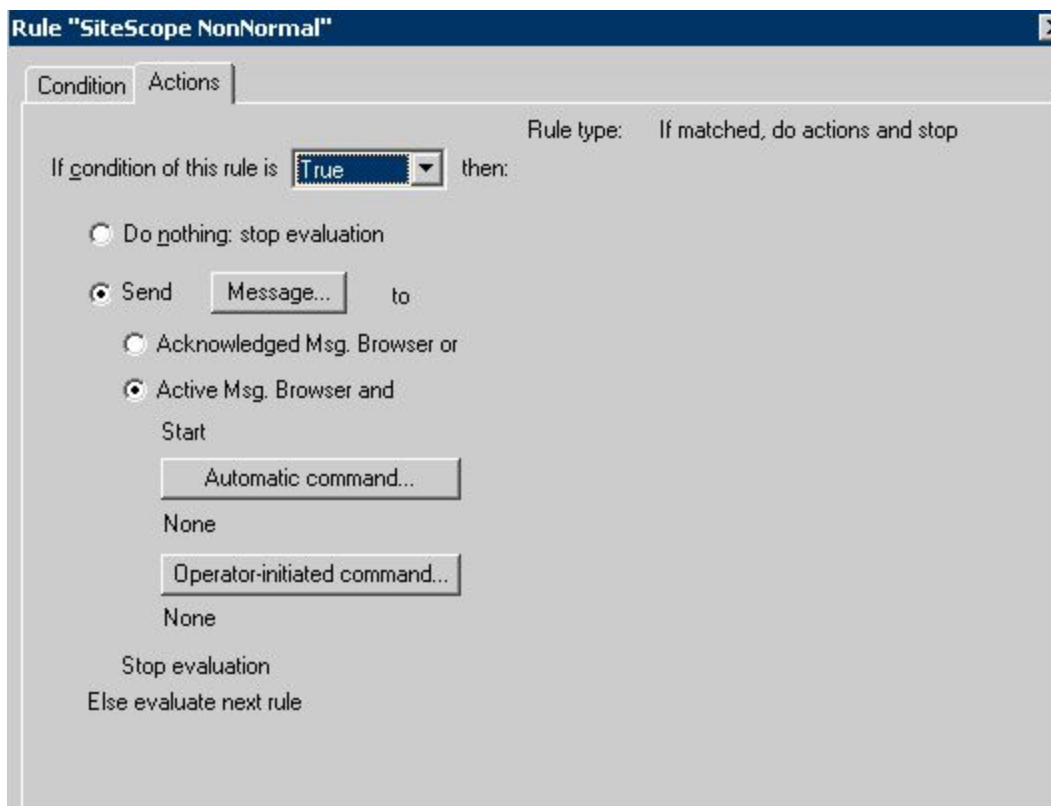 Rule "SiteScope NonNormal"
Condition
Actions
Rule type: If matched, do actions and stop
If condition of this rule is True then:
Do nothing: stop evaluation
Send Message... to
Acknowledged Msg. Browser or
Active Msg. Browser and
Start
Automatic command...
None
Operator-initiated command...
None
Stop evaluation
Else evaluate next rule